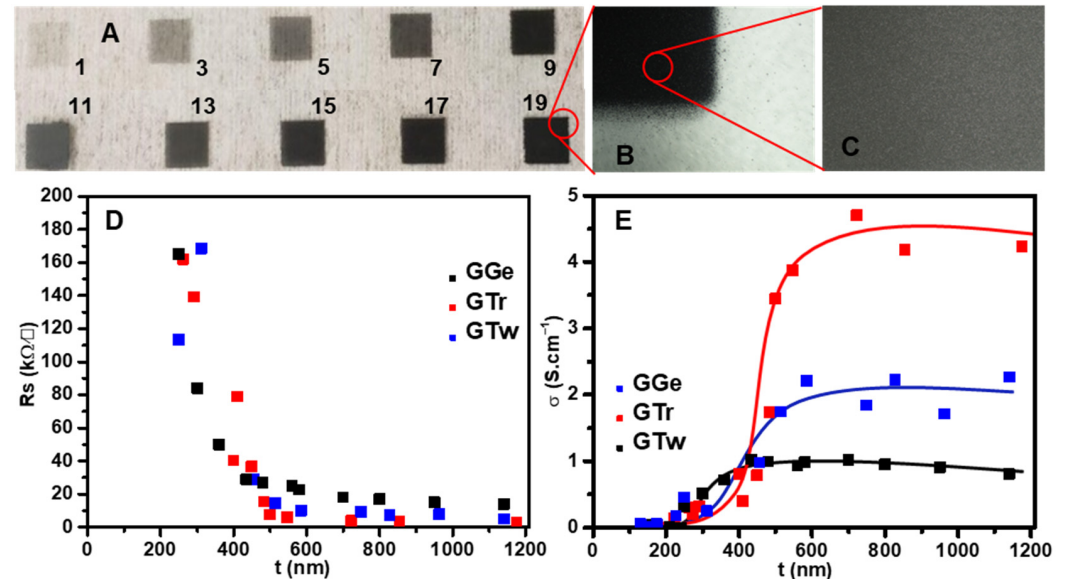 A
1 3 5 7 9
11 13 15 17 19
B
C
D
200
180
160
140
120
100
80
60
40
20
0
Rs (kΩ/□)
GGe
GTr
GTw
0 200 400 600 800 1000 1200
t (nm)
E
5
4
3
2
1
0
σ (S.cm⁻¹)
GGe
GTr
GTw
0 200 400 600 800 1000 1200
t (nm)